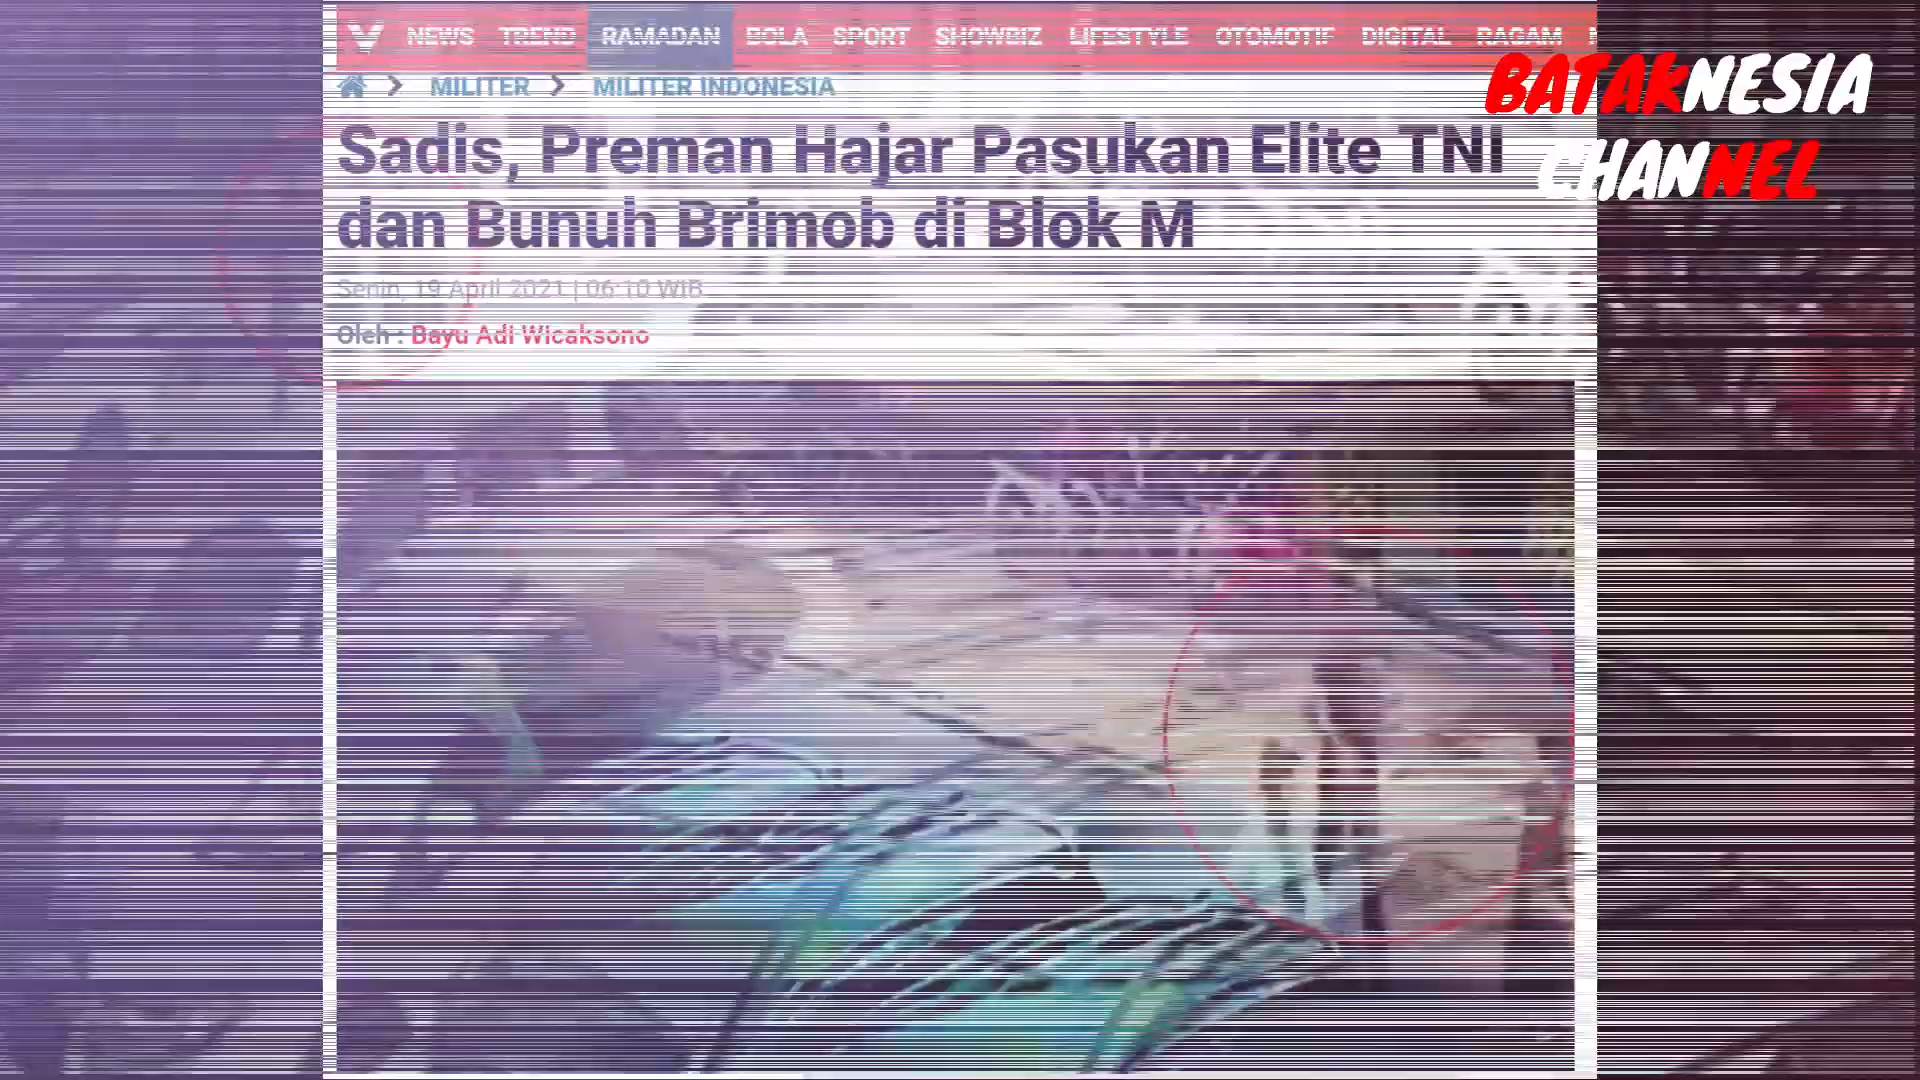 NEWS TREND RAMADAN BOLA SPORT SHOWBIZ LIFESTYLE OTOMOTIF DIGITAL RAGAM
MILITER > MILITER INDONESIA
BATAKNESIA
CHANNEL
Sadis, Preman Hajar Pasukan Elite TNI
dan Bunuh Brimob di Blok M
Senin, 19 April 2021 | 06:10 WIB
Oleh : Bayu Adi Wicaksono